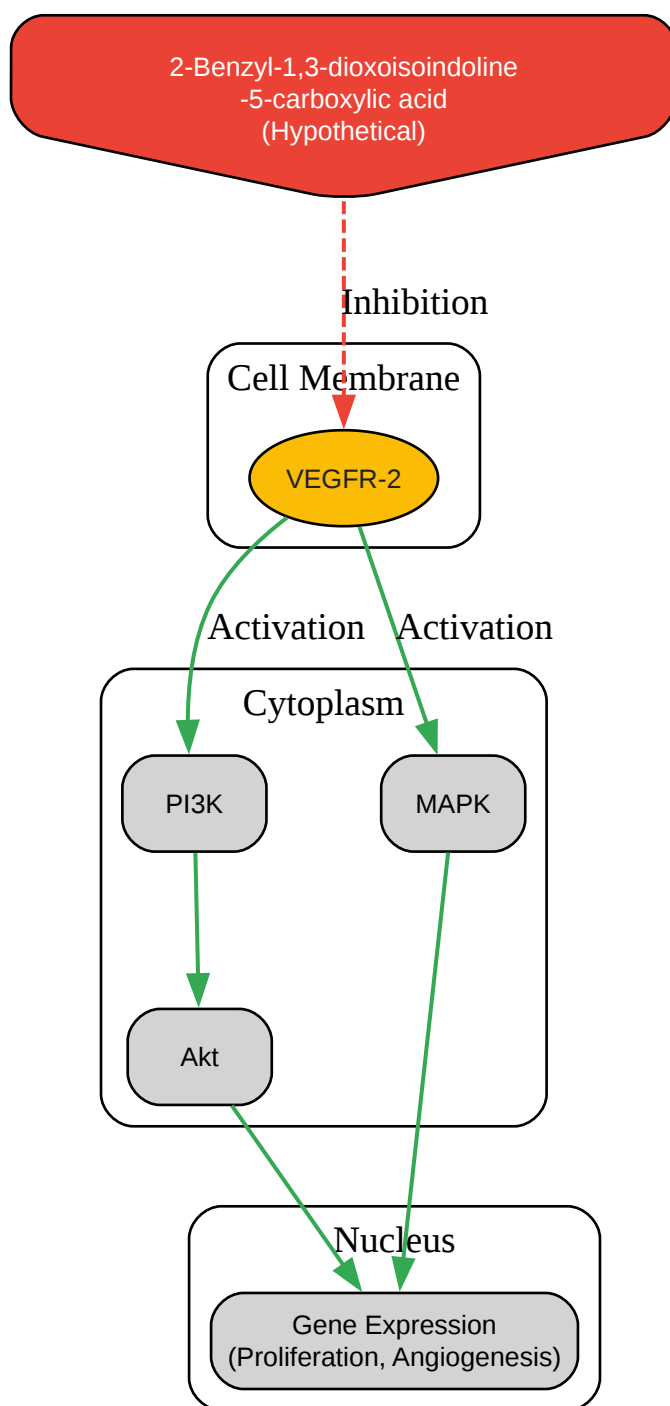 2-Benzyl-1,3-dioxoisoindoline
-5-carboxylic acid
(Hypothetical)
Inhibition
Cell Membrane
VEGFR-2
Activation
Activation
Cytoplasm
PI3K
MAPK
Akt
Nucleus
Gene Expression
(Proliferation, Angiogenesis)